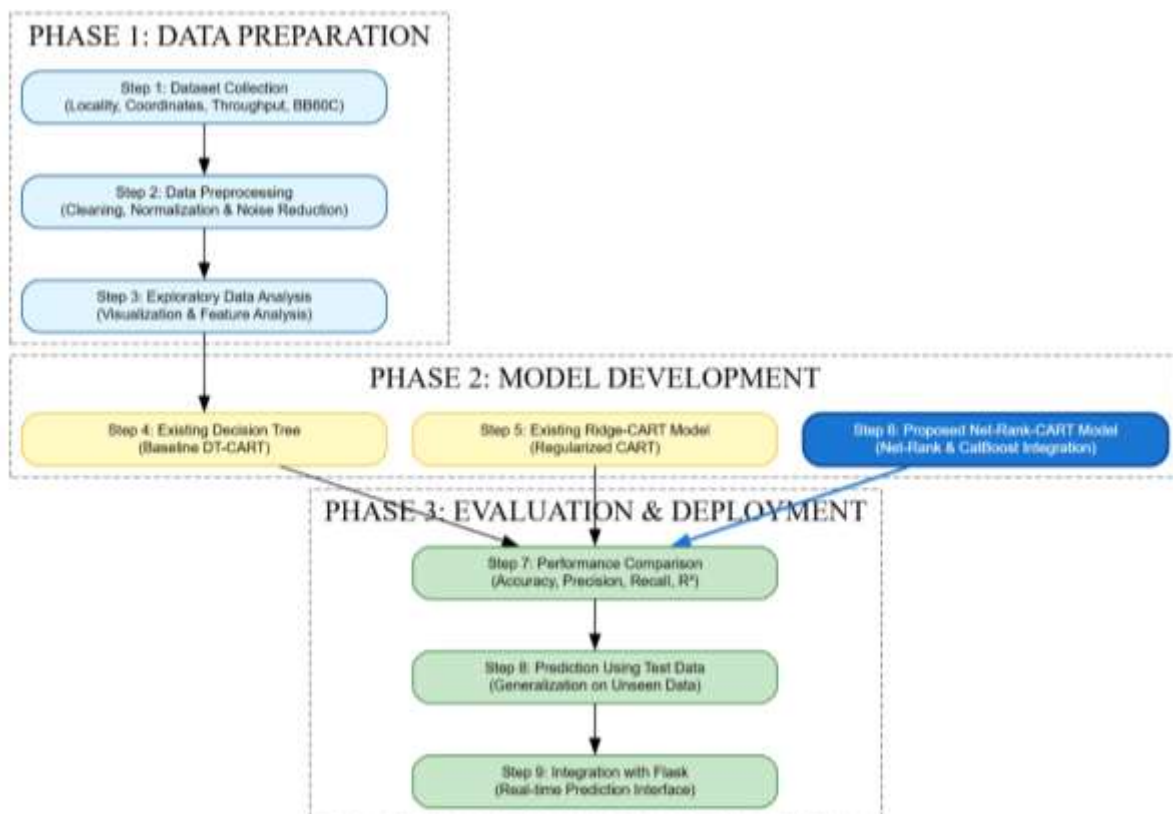 PHASE 1: DATA PREPARATION
Step 1: Dataset Collection
(Locality, Coordinates, Throughput, BB60C)
Step 2: Data Preprocessing
(Cleaning, Normalization & Noise Reduction)
Step 3: Exploratory Data Analysis
(Visualization & Feature Analysis)
PHASE 2: MODEL DEVELOPMENT
Step 4: Existing Decision Tree
(Baseline DT-CART)
Step 5: Existing Ridge-CART Model
(Regularized CART)
Step 6: Proposed Net-Rank-CART Model
(Net-Rank & CatBoost Integration)
PHASE 3: EVALUATION & DEPLOYMENT
Step 7: Performance Comparison
(Accuracy, Precision, Recall, R²)
Step 8: Prediction Using Test Data
(Generalization on Unseen Data)
Step 9: Integration with Flask
(Real-time Prediction Interface)